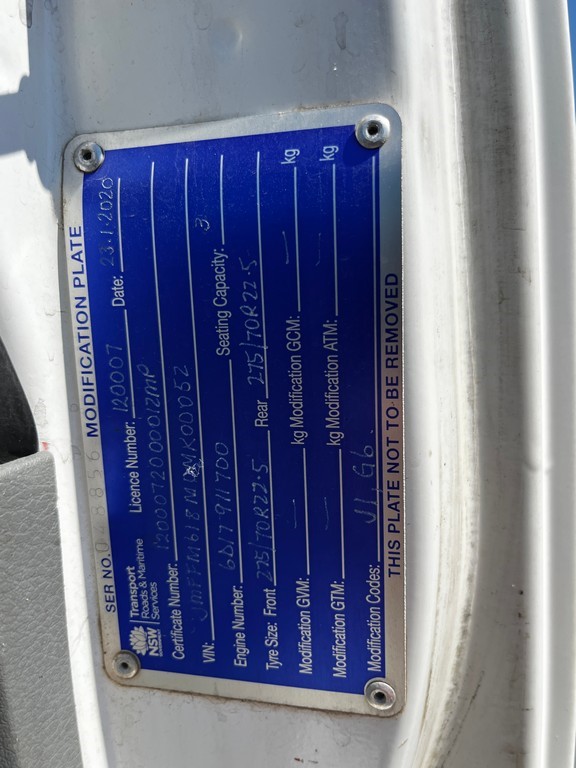 MODIFICATION PLATE
SER NO.
NSW Transport
Roads & Maritime
Services
Licence Number: 120007 Date: 23.1.2020
Certificate Number: 1200072000012MP
VIN:
Engine Number: 6D17 911700 Seating Capacity: 3
Tyre Size: Front 275/70R22.5 Rear 275/70R22.5
Modification GVM: — kg Modification GCM: — kg
Modification GTM: — kg Modification ATM: — kg
Modification Codes: J1, G6.
THIS PLATE NOT TO BE REMOVED